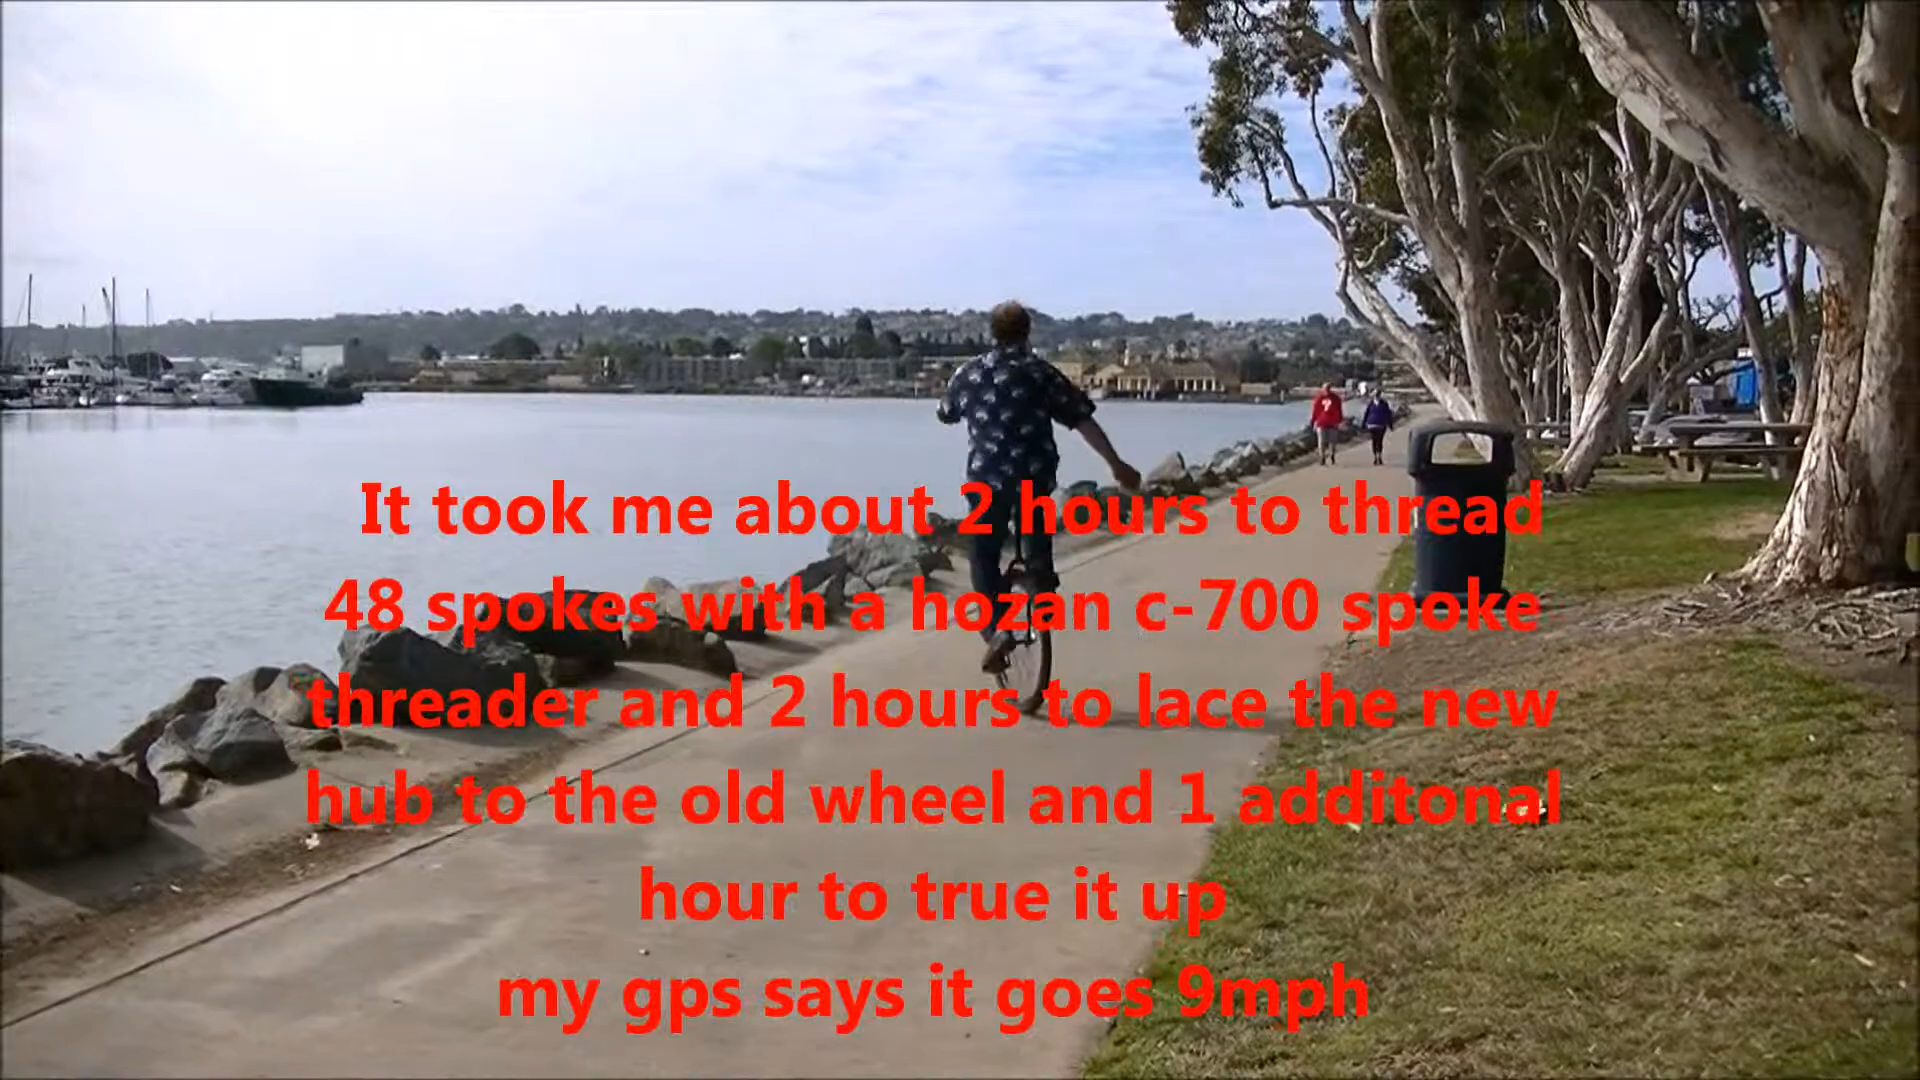 It took me about 2 hours to thread
48 spokes with a hozan c-700 spoke
threader and 2 hours to lace the new
hub to the old wheel and 1 additonal
hour to true it up
my gps says it goes 9mph